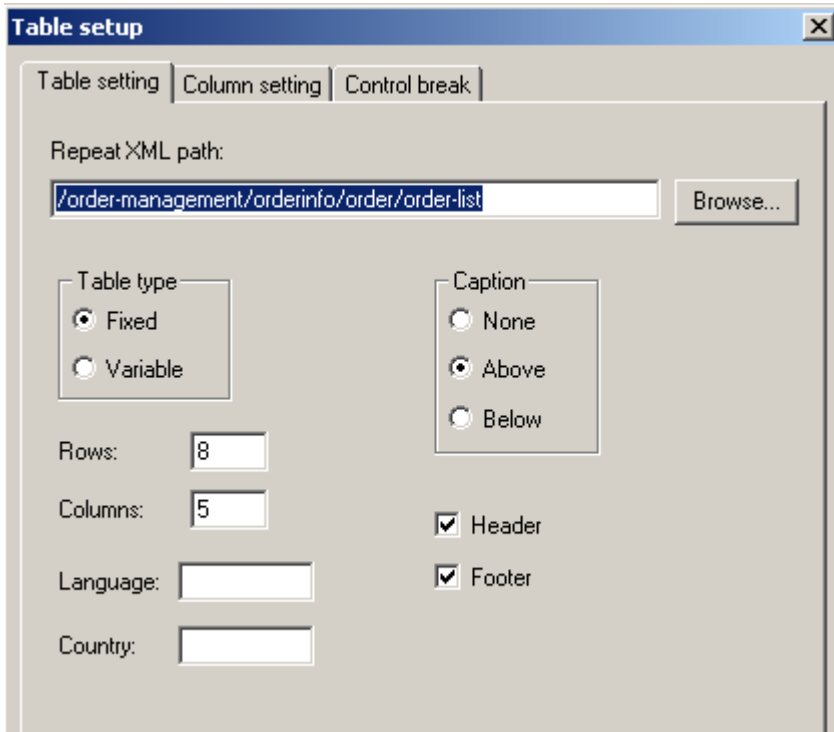 Table setup
Table setting Column setting Control break
Repeat XML path:
/order-management/orderinfo/order/order-list Browse...
Table type Caption
Fixed None
Variable Above
Below
Rows: 8
Columns: 5
Header
Language: Footer
Country: